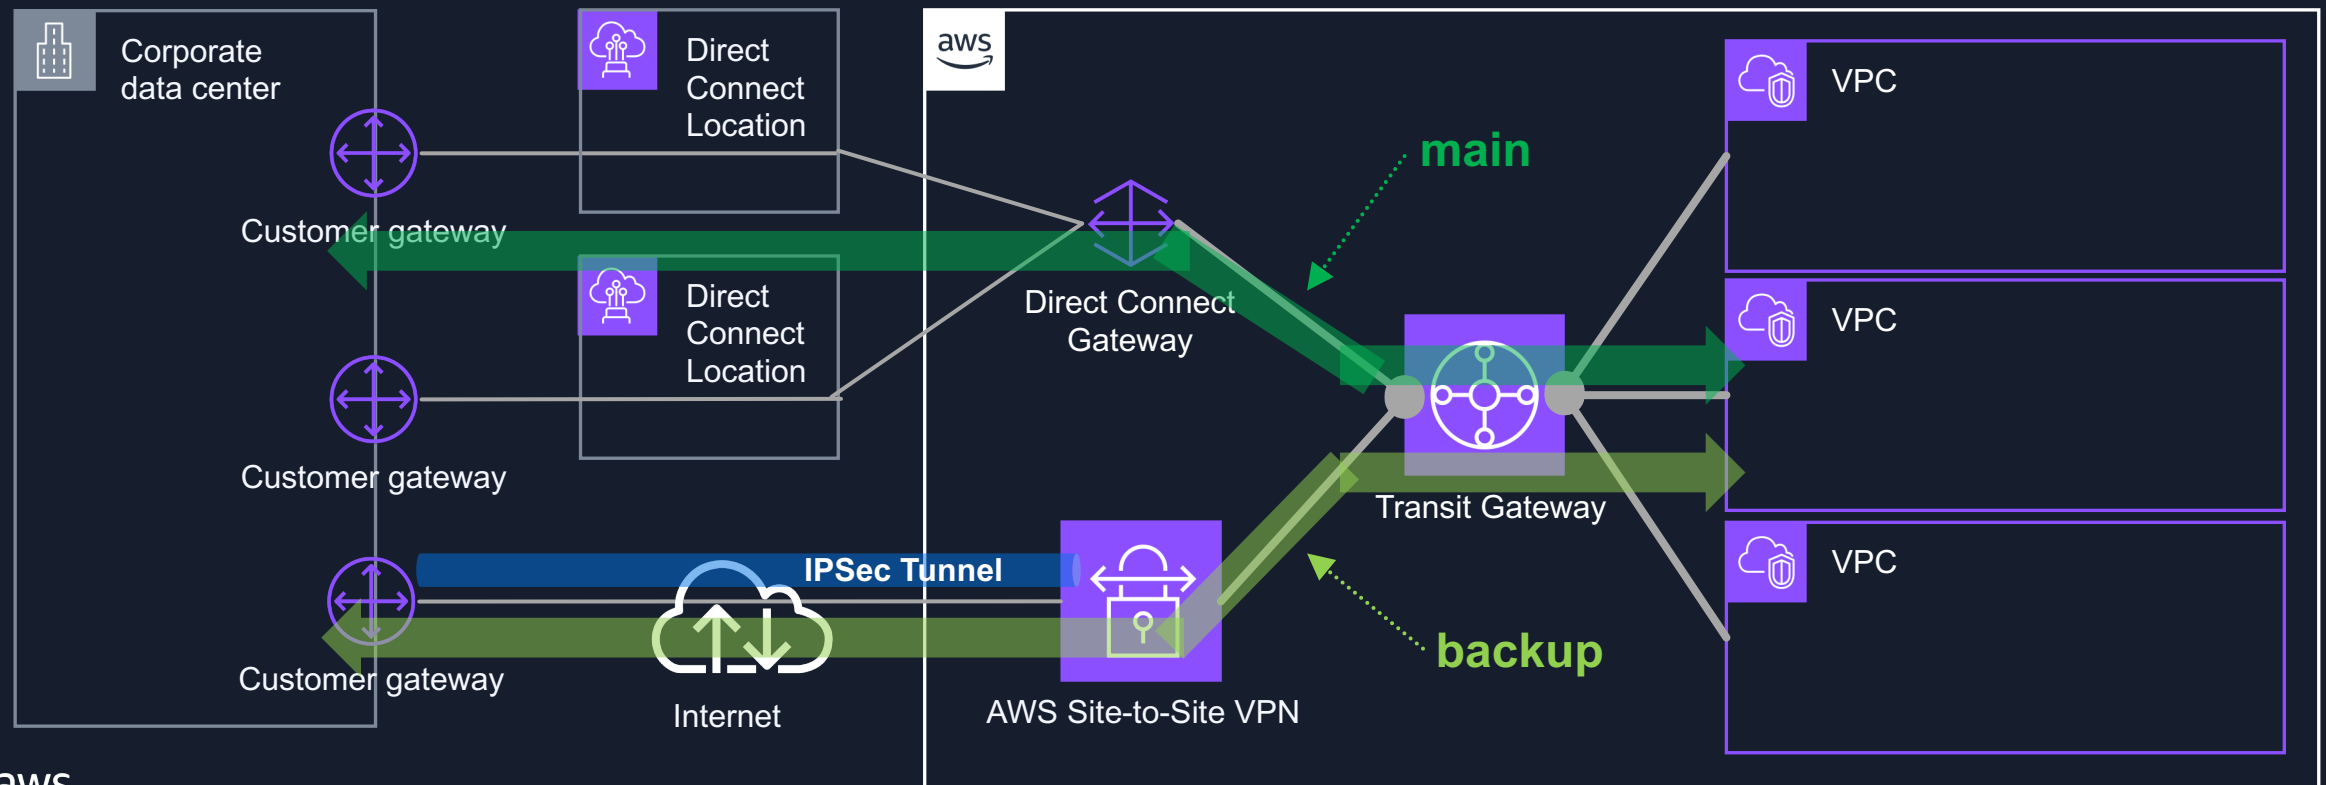 Corporate
data center
Direct
Connect
Location
aws
VPC
main
Customer gateway
Direct
Connect
Location
Direct Connect
Gateway
VPC
Customer gateway
Transit Gateway
IPSec Tunnel
VPC
backup
Customer gateway
Internet
AWS Site-to-Site VPN
aws